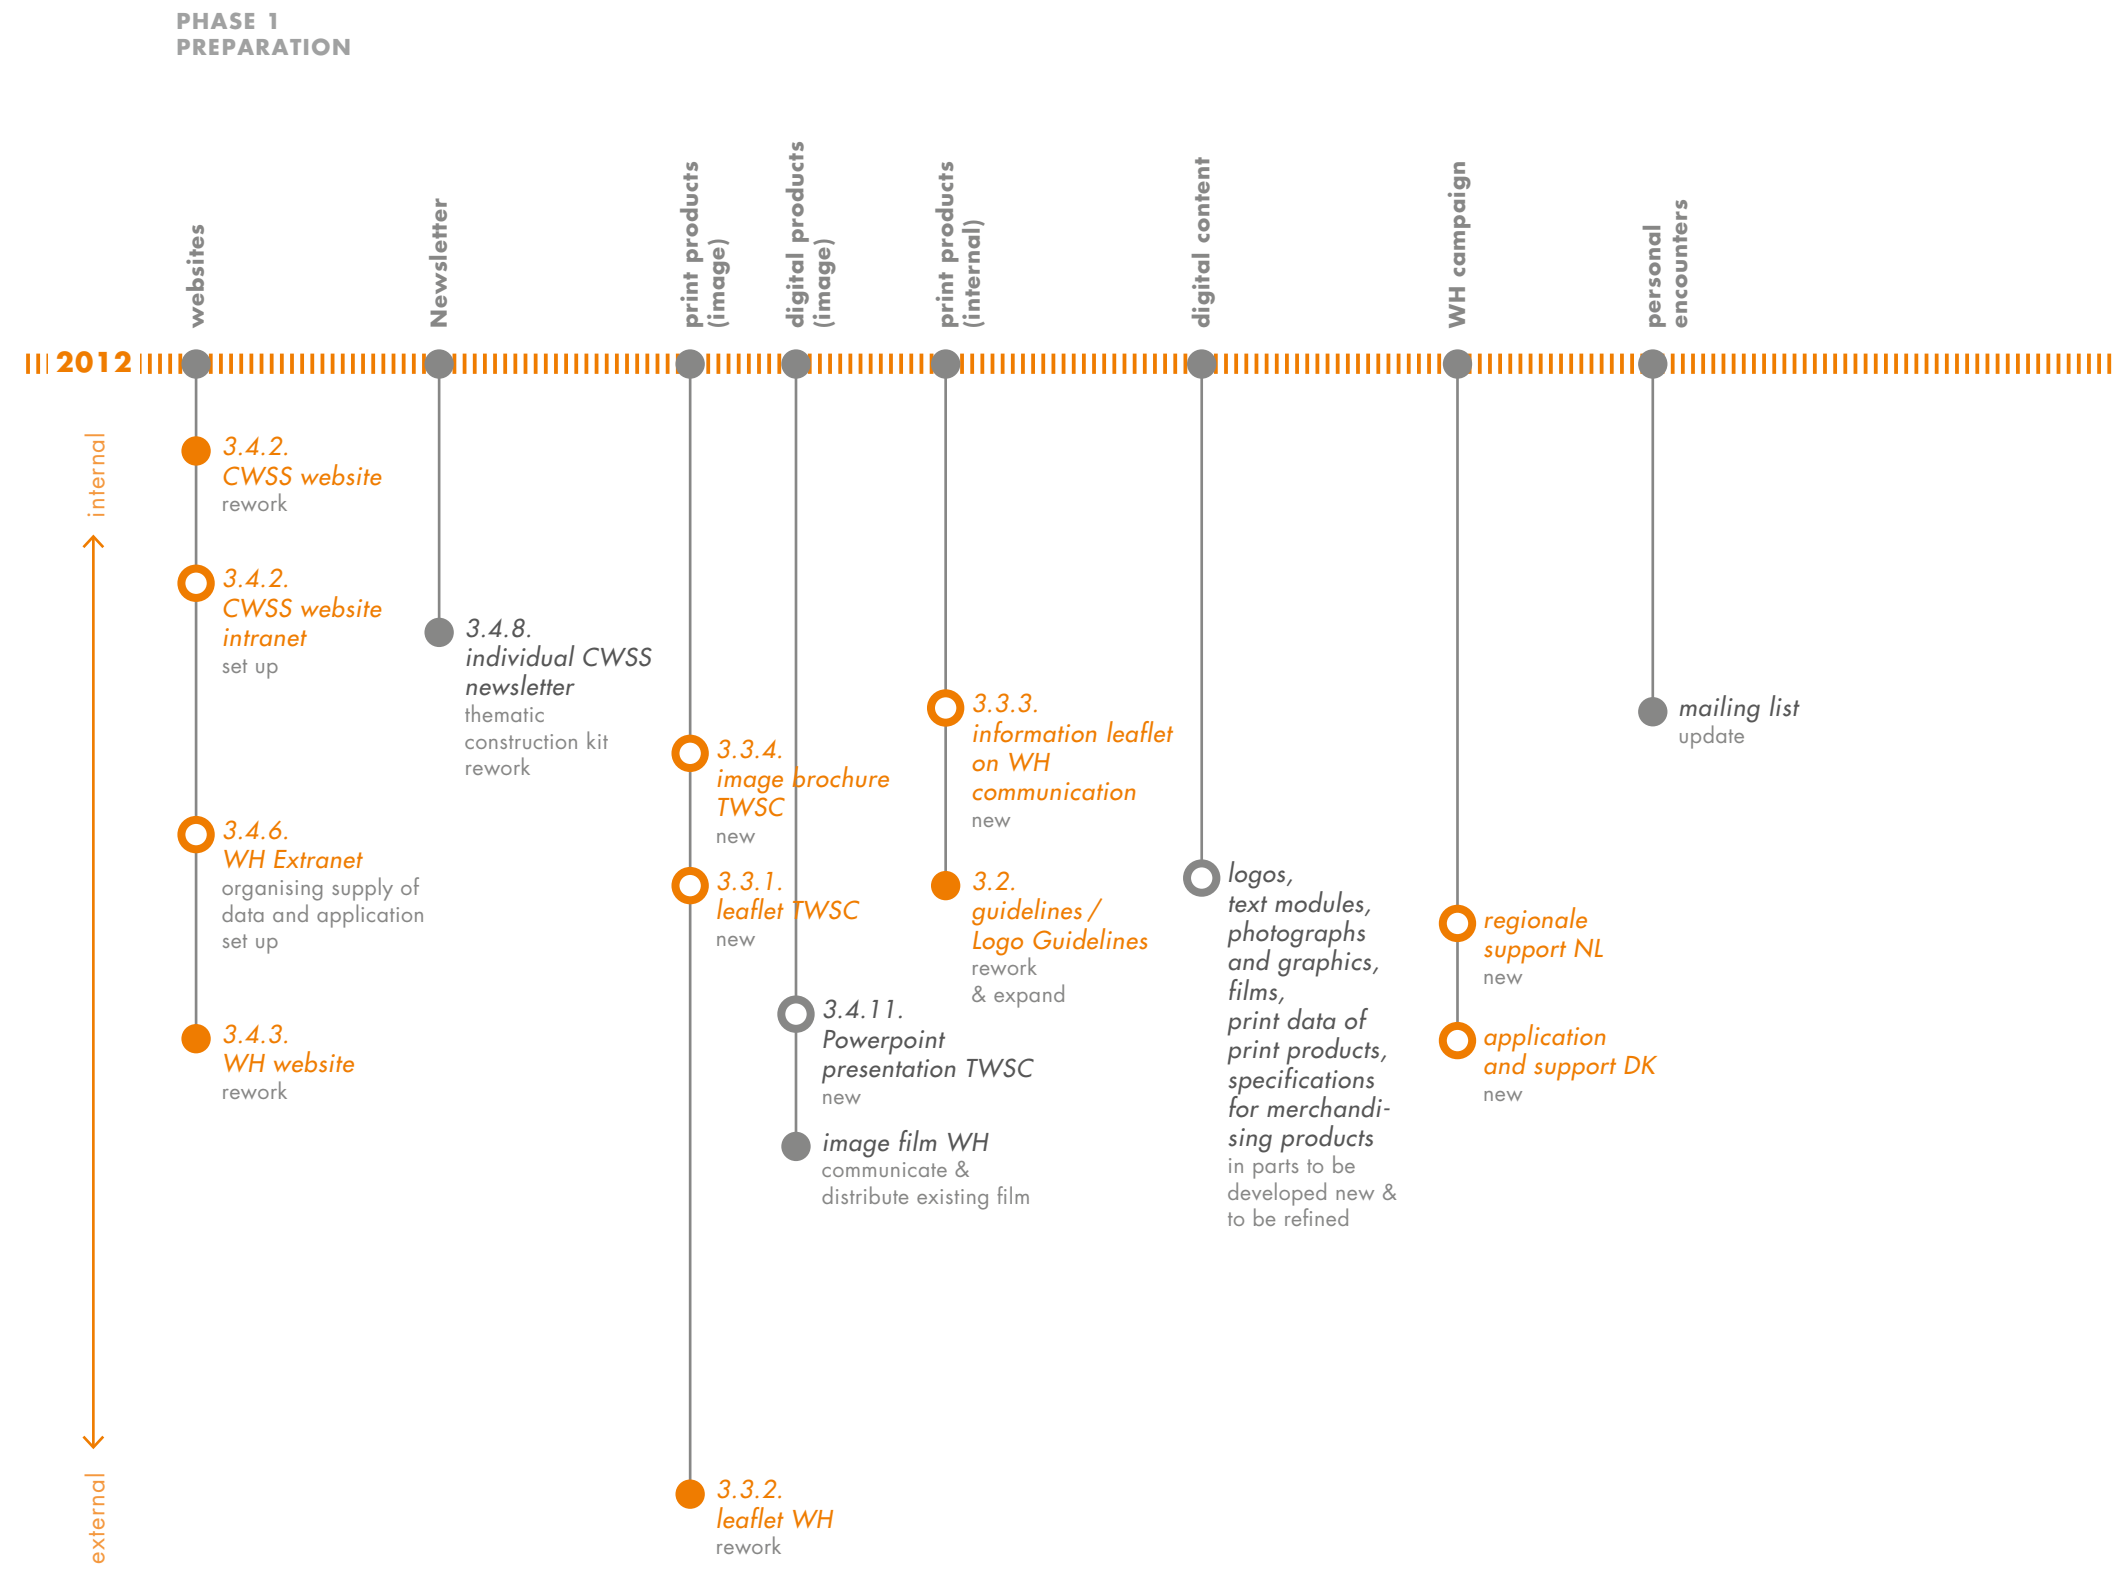 PHASE 1
PREPARATION
websites
Newsletter
print products
(image)
digital products
(image)
print products
(internal)
digital content
WH campaign
personal
encounters
2012
internal
external
3.4.2.
CWSS website
rework
3.4.2.
CWSS website
intranet
set up
3.4.6.
WH Extranet
organising supply of
data and application
set up
3.4.3.
WH website
rework
3.4.8.
individual CWSS
newsletter
thematic
construction kit
rework
3.3.4.
image brochure
TWSC
new
3.3.1.
leaflet TWSC
new
3.3.2.
leaflet WH
rework
3.4.11.
Powerpoint
presentation TWSC
new
image film WH
communicate &
distribute existing film
3.3.3.
information leaflet
on WH
communication
new
3.2.
guidelines /
Logo Guidelines
rework
& expand
logos,
text modules,
photographs
and graphics,
films,
print data of
print products,
specifications
for merchandi-
sing products
in parts to be
developed new &
to be refined
regionale
support NL
new
application
and support DK
new
mailing list
update